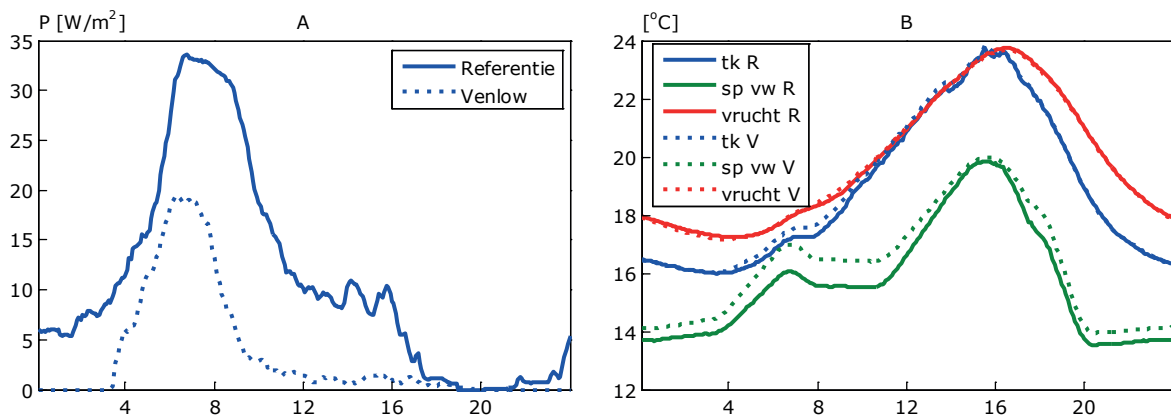 P [W/m²]
A
35
30
25
20
15
10
5
0
4
8
12
16
20
Referentie
Venlow
[°C]
B
24
22
20
18
16
14
12
4
8
12
16
20
tk R
sp vw R
vrucht R
tk V
sp vw V
vrucht V